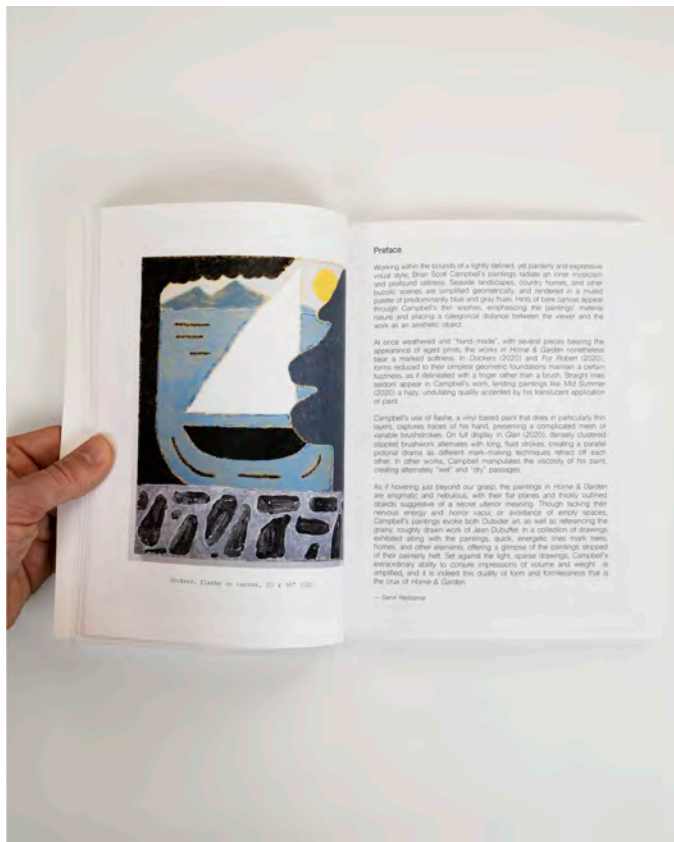 Dockers, flashe on canvas, 20 x 16" 2020
Preface
Working within the bounds of a tightly defined, yet painterly and expressive
visual style, Brian Scott Campbell's paintings radiate an inner mysticism
and profound stillness. Seaside landscapes, country homes, and other
bucolic scenes are simplified geometrically, and rendered in a muted
palette of predominantly blue and gray hues. Hints of bare canvas appear
through Campbell's thin washes, emphasizing the paintings' material
nature and placing a categorical distance between the viewer and the
work as an aesthetic object.
At once weathered and "hand-made", with several pieces bearing the
appearance of aged prints, the works in Home & Garden nonetheless
bear a marked softness. In Dockers (2020) and For Robert (2020),
forms reduced to their simplest geometric foundations maintain a certain
fuzziness, as if delineated with a finger rather than a brush. Straight lines
seldom appear in Campbell's work, lending paintings like Mid Summer
(2020) a hazy, undulating quality accented by his translucent application
of paint.
Campbell's use of flashe, a vinyl based paint that dries in particularly thin
layers, captures traces of his hand, preserving a complicated mesh of
variable brushstrokes. On full display in Glen (2020), densely clustered
stippled brushwork alternates with long, fluid strokes, creating a parallel
pictorial drama as different mark-making techniques refract off each
other. In other works, Campbell manipulates the viscosity of his paint,
creating alternately "wet" and "dry" passages.
As if hovering just beyond our grasp, the paintings in Home & Garden
are enigmatic and nebulous, with their flat planes and thickly outlined
objects suggestive of a secret ulterior meaning. Though lacking their
nervous energy and horror vacui, or avoidance of empty spaces,
Campbell's paintings evoke both Outsider art, as well as referencing the
grainy, roughly drawn work of Jean Dubuffet. In a collection of drawings
exhibited along with the paintings, quick, energetic lines mark trees,
homes, and other elements, offering a glimpse of the paintings stripped
of their painterly heft. Set against the light, sparse drawings, Campbell's
extraordinary ability to conjure impressions of volume and weight is
amplified, and it is indeed this duality of form and formlessness that is
the crux of Home & Garden.